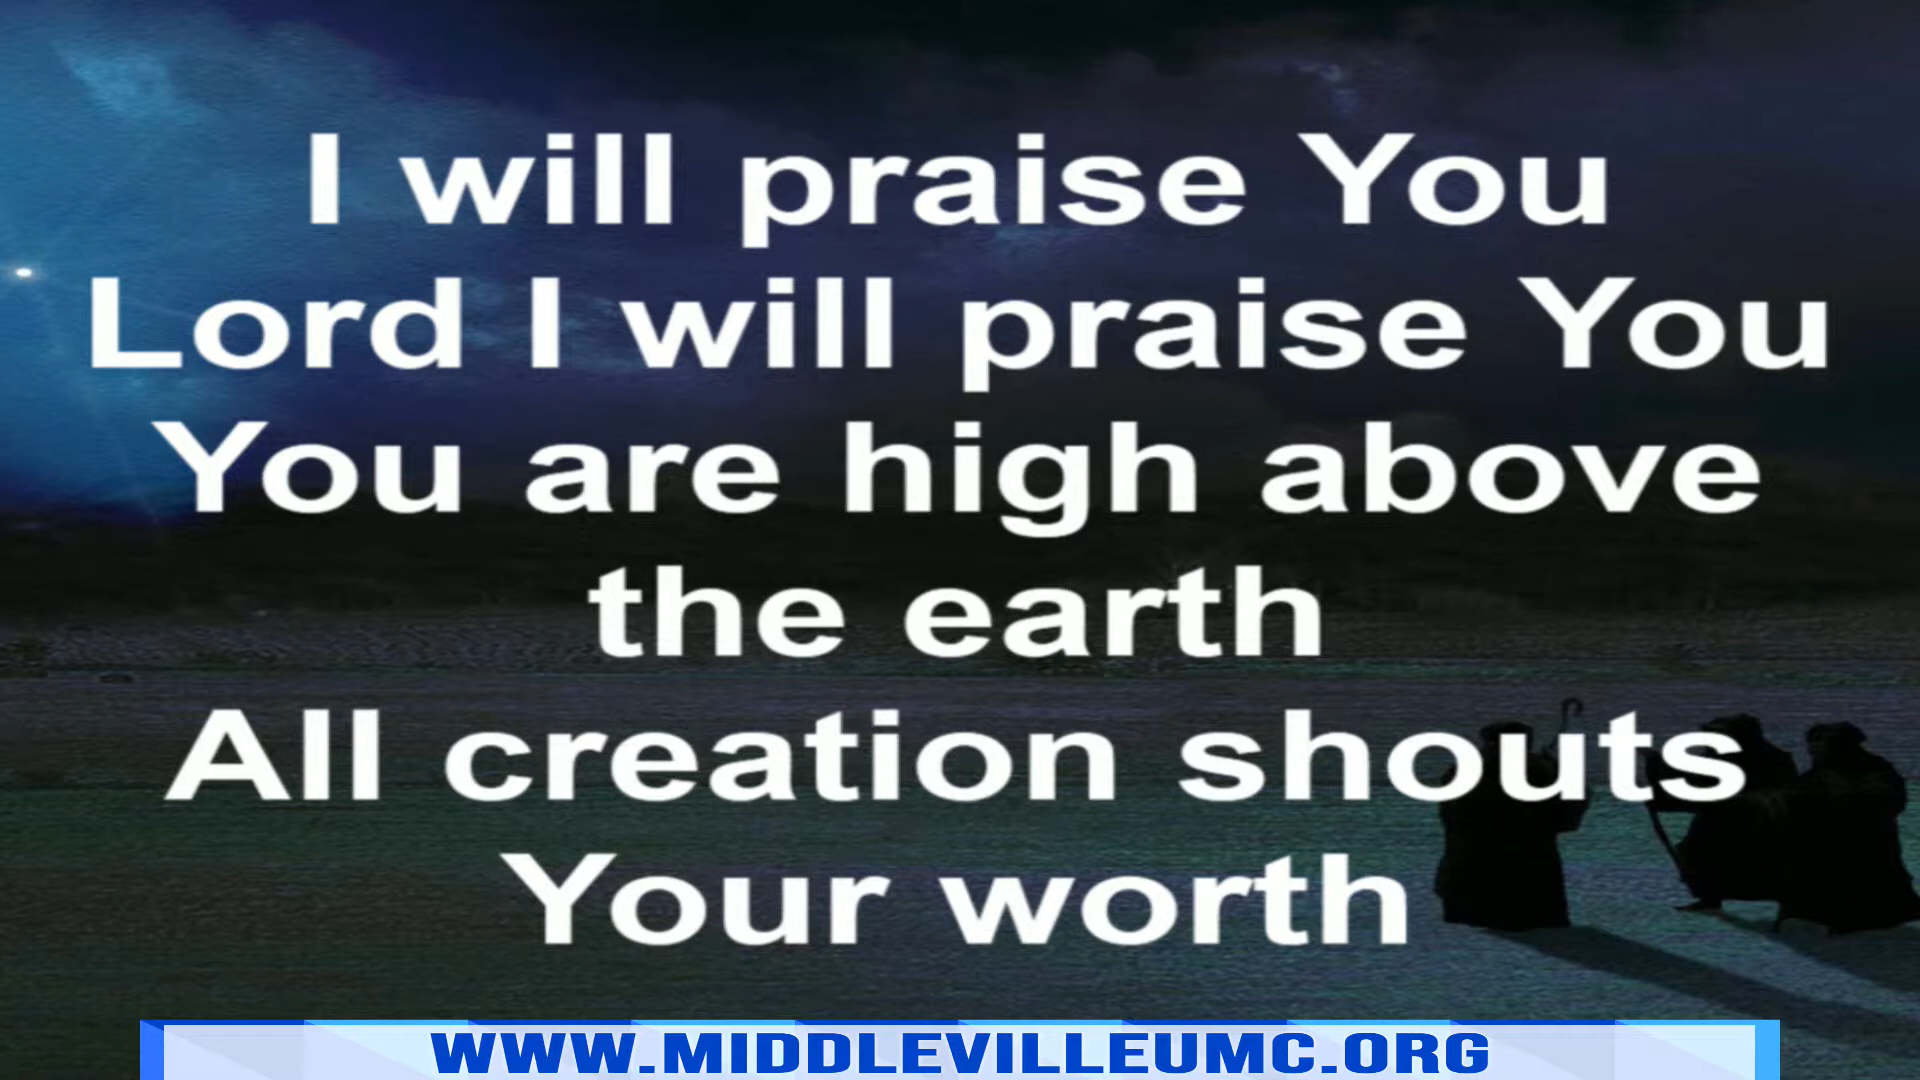 I will praise You
Lord I will praise You
You are high above
the earth
All creation shouts
Your worth
WWW.MIDDLEVILLEUMC.ORG